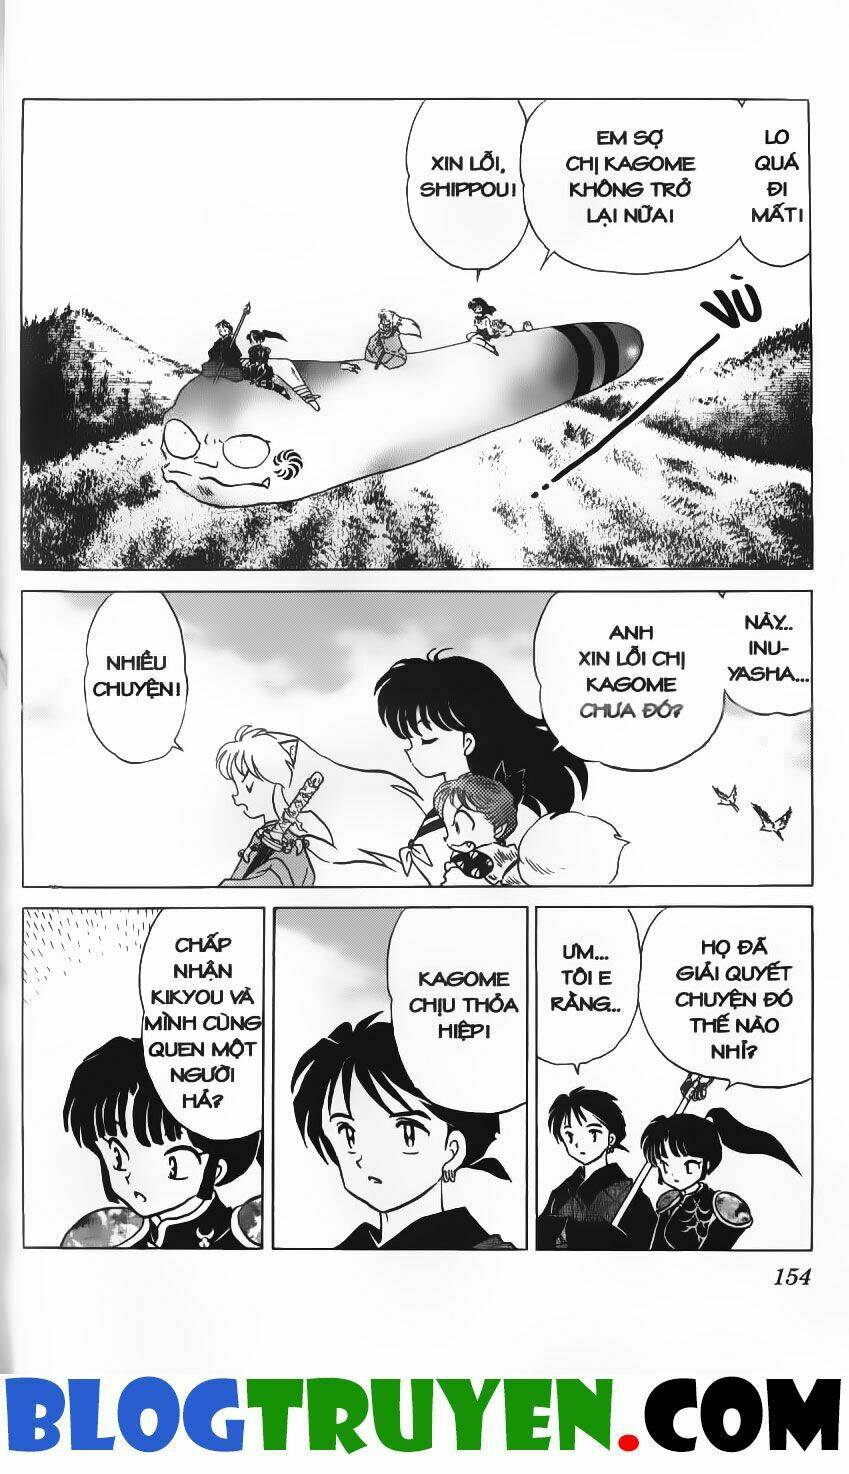 LO
QUÁ
ĐI
MẤT!
EM SỢ
CHỊ KAGOME
KHÔNG TRỞ
LẠI NỮA!
XIN LỖI,
SHIPPOU!
VÙ
NÀY...
INU-
YASHA...
ANH
XIN LỖI CHỊ
KAGOME
CHƯA ĐÓ?
NHIỀU
CHUYỆN!
HỌ ĐÃ
GIẢI QUYẾT
CHUYỆN ĐÓ
THẾ NÀO
NHỈ?
ƯM...
TÔI E
RẰNG...
KAGOME
CHỊU THỎA
HIỆP!
CHẤP
NHẬN
KIKYOU VÀ
MÌNH CÙNG
QUEN MỘT
NGƯỜI
HẢ?
154
BLOGTRUYEN.COM